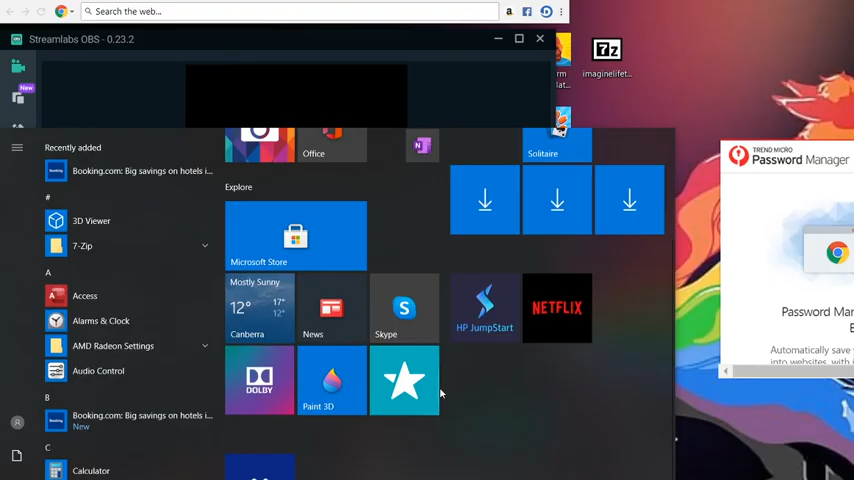 Search the web...
Streamlabs OBS - 0.23.2
New
7z
imaginelifet...
rm
lat...
Recently added
Booking.com: Big savings on hotels i...
#
3D Viewer
7-Zip
A
Access
Alarms & Clock
AMD Radeon Settings
Audio Control
B
Booking.com: Big savings on hotels i...
New
C
Calculator
Office
N
Solitaire
Explore
Microsoft Store
Mostly Sunny
12° 17°
12°
Canberra
News
S
Skype
HP JumpStart
NETFLIX
DOLBY
Paint 3D
TREND MICRO
Password Manager
Password Mar
E
Automatically save y
into websites, with